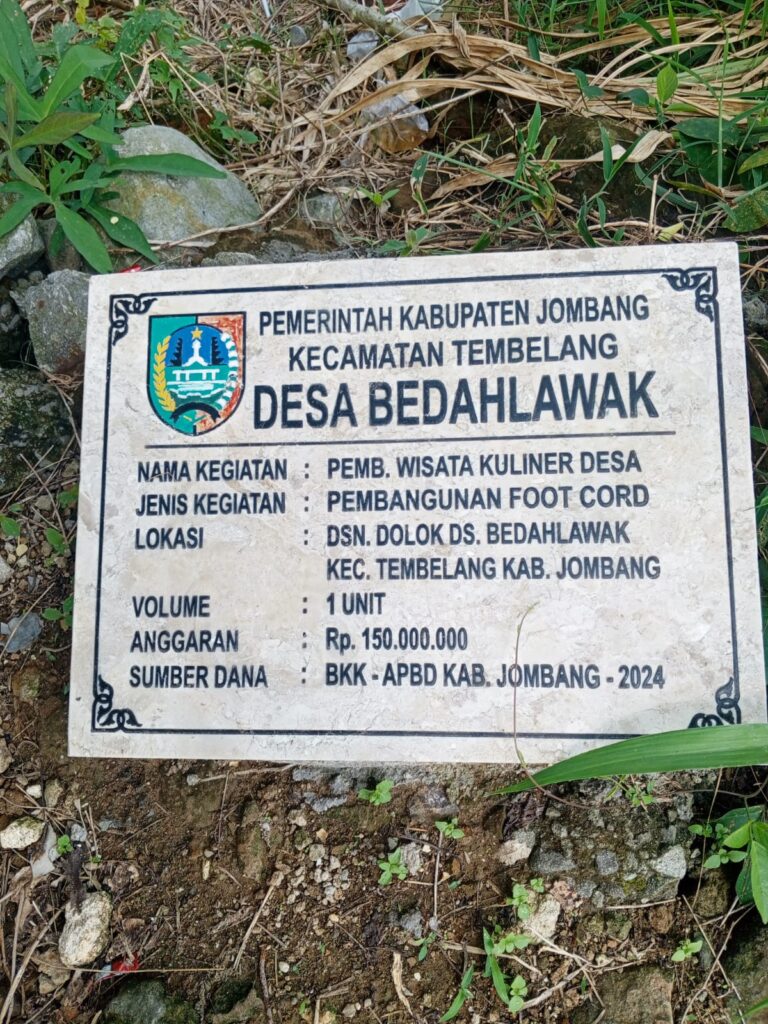 PEMERINTAH KABUPATEN JOMBANG
KECAMATAN TEMBELANG
DESA BEDAHLAWAK
NAMA KEGIATAN : PEMB. WISATA KULINER DESA
JENIS KEGIATAN : PEMBANGUNAN FOOT CORD
LOKASI : DSN. DOLOK DS. BEDAHLAWAK
KEC. TEMBELANG KAB. JOMBANG
VOLUME : 1 UNIT
ANGGARAN : Rp. 150.000.000
SUMBER DANA : BKK - APBD KAB. JOMBANG - 2024